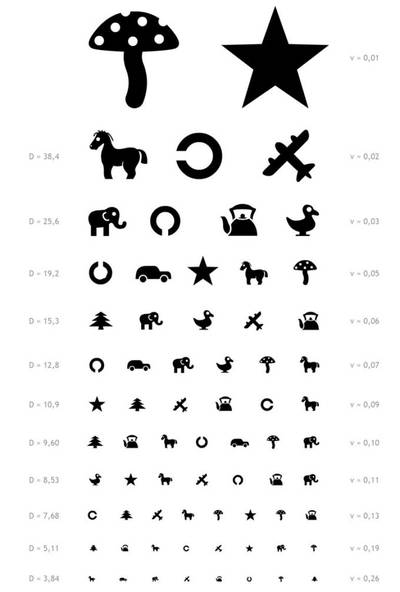 v = 0,01
D = 38,4 v = 0,02
D = 25,6 v = 0,03
D = 19,2 v = 0,05
D = 15,3 v = 0,06
D = 12,8 v = 0,07
D = 10,9 v = 0,09
D = 9,60 v = 0,10
D = 8,53 v = 0,11
D = 7,68 v = 0,13
D = 5,11 v = 0,19
D = 3,84 v = 0,26